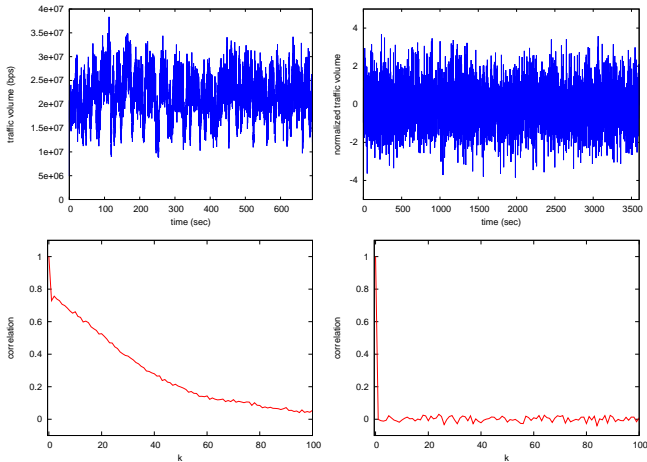 4e+07
3.5e+07
3e+07
2.5e+07
2e+07
1.5e+07
1e+07
5e+06
0
traffic volume (bps)
0 100 200 300 400 500 600
time (sec)
4
2
0
-2
-4
normalized traffic volume
0 500 1000 1500 2000 2500 3000 3500
time (sec)
1
0.8
0.6
0.4
0.2
0
correlation
0 20 40 60 80 100
k
1
0.8
0.6
0.4
0.2
0
correlation
0 20 40 60 80 100
k